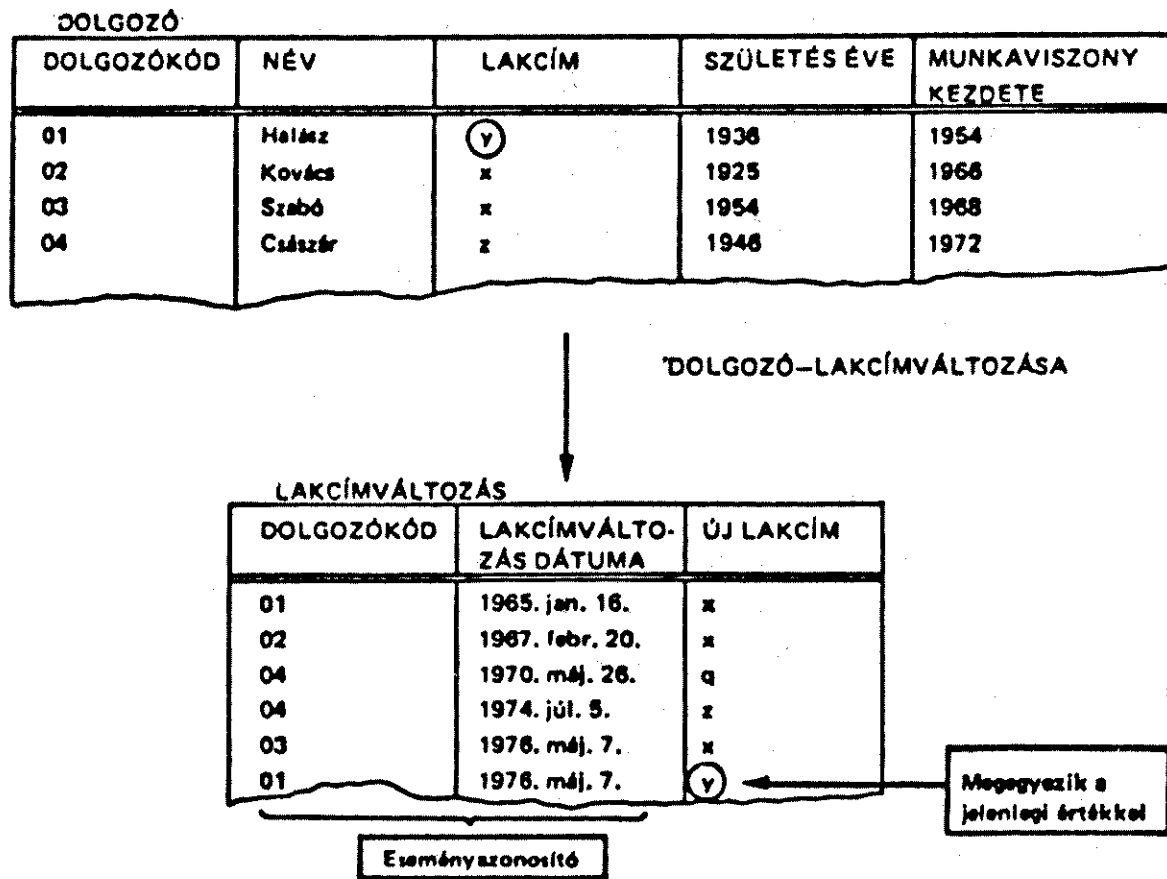 DOLGOZÓ
DOLGOZÓKÓD NÉV LAKCÍM SZÜLETÉS ÉVE MUNKAVISZONY
KEZDETE
01 Halász y 1936 1954
02 Kovács x 1925 1966
03 Szabó x 1954 1968
04 Császár z 1946 1972
DOLGOZÓ–LAKCÍMVÁLTOZÁSA
LAKCÍMVÁLTOZÁS
DOLGOZÓKÓD LAKCÍMVÁLTO- ÚJ LAKCÍM
ZÁS DÁTUMA
01 1965. jan. 16. x
02 1967. febr. 20. x
04 1970. máj. 26. q
04 1974. júl. 5. z
03 1976. máj. 7. x
01 1976. máj. 7. y
Megegyezik a
jelenlegi értékkel
Eseményazonosító